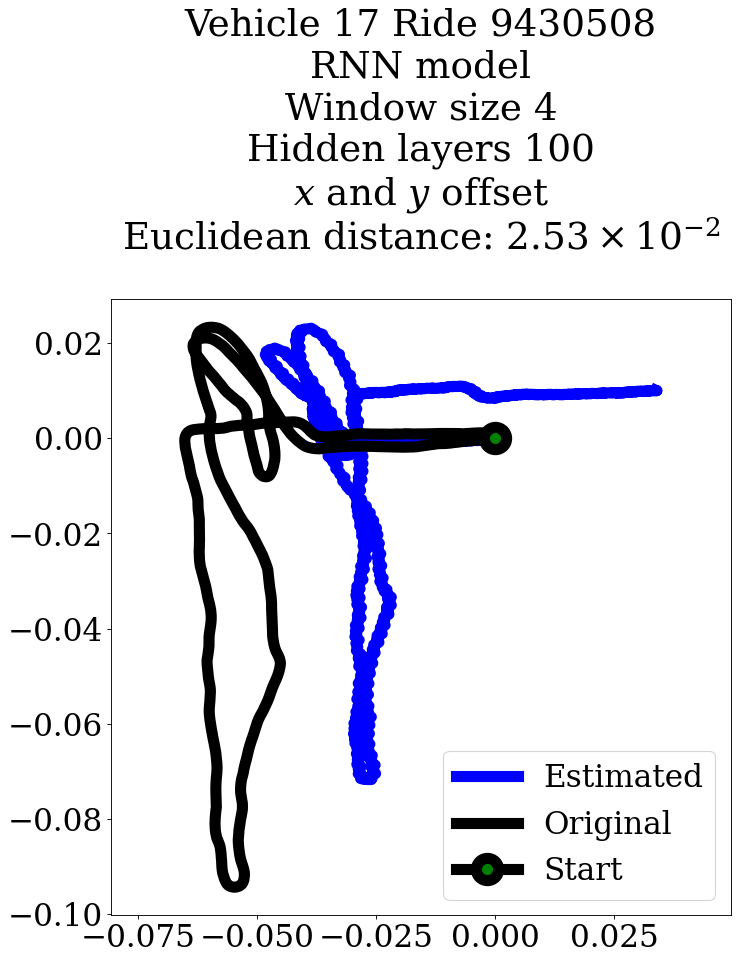 Vehicle 17 Ride 9430508
RNN model
Window size 4
Hidden layers 100
x and y offset
Euclidean distance: 2.53 × 10⁻²
0.02
0.00
−0.02
−0.04
−0.06
−0.08
−0.10
−0.075 −0.050 −0.025 0.000 0.025
Estimated
Original
Start